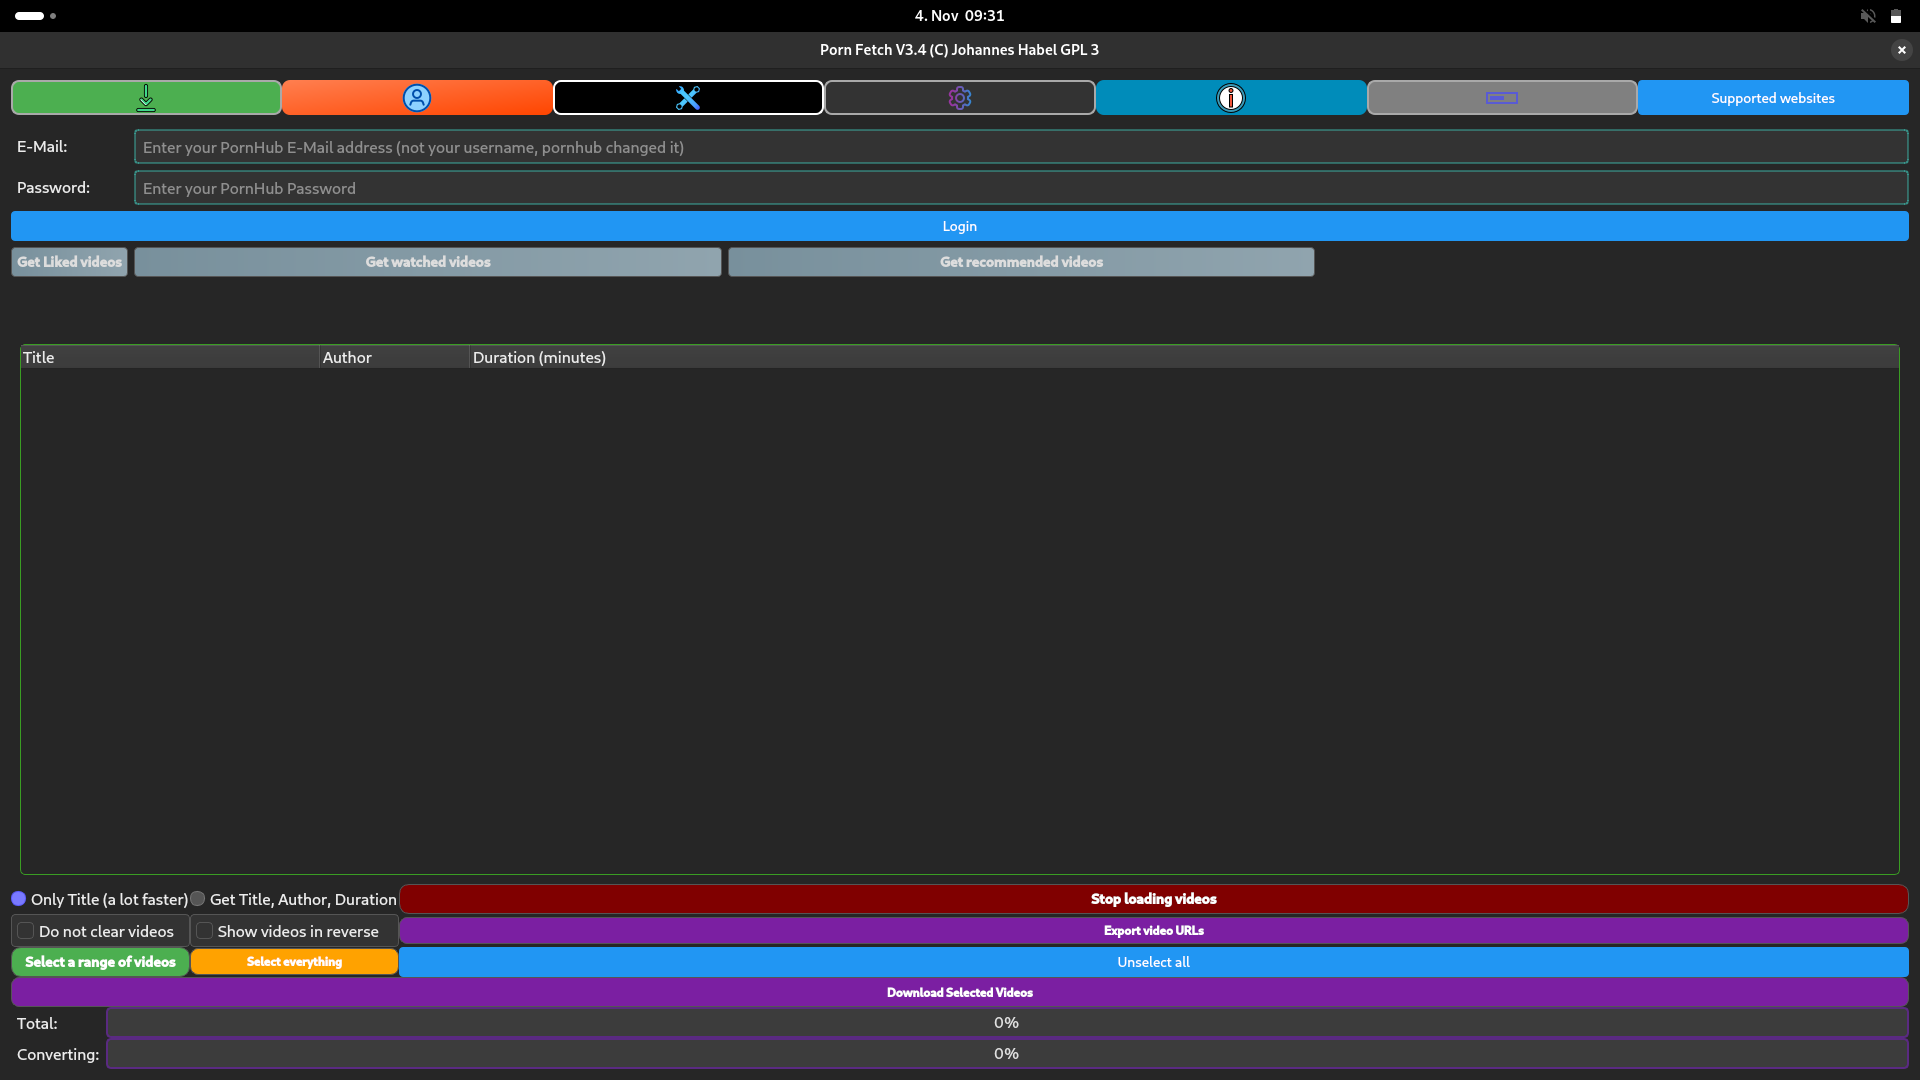 4. Nov 09:31
Porn Fetch V3.4 (C) Johannes Habel GPL 3
Supported websites
E-Mail:
Enter your PornHub E-Mail address (not your username, pornhub changed it)
Password:
Enter your PornHub Password
Login
Get Liked videos
Get watched videos
Get recommended videos
Title
Author
Duration (minutes)
Only Title (a lot faster)
Get Title, Author, Duration
Stop loading videos
Do not clear videos
Show videos in reverse
Export video URLs
Select a range of videos
Select everything
Unselect all
Download Selected Videos
Total:
0%
Converting:
0%